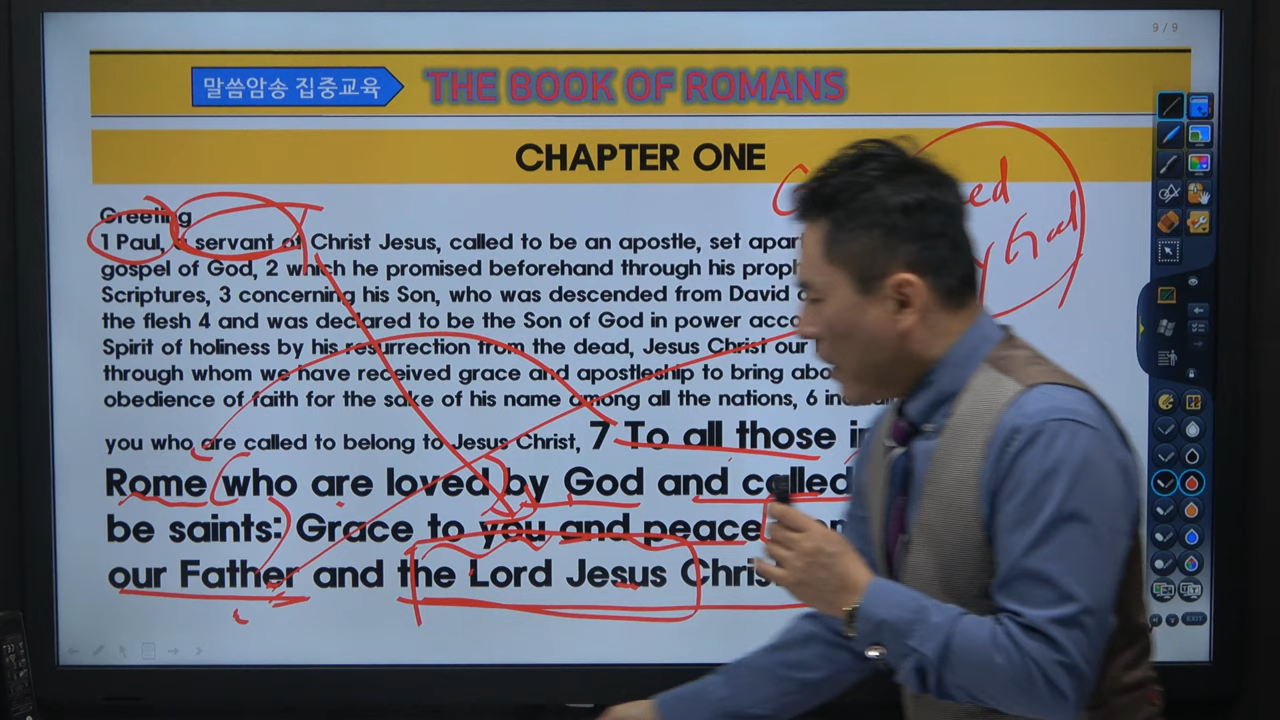 9 / 9
말씀암송 집중교육 THE BOOK OF ROMANS
CHAPTER ONE
Greeting
1 Paul, a servant of Christ Jesus, called to be an apostle, set apart
gospel of God, 2 which he promised beforehand through his
Scriptures, 3 concerning his Son, who was descended from David
the flesh 4 and was declared to be the Son of God in power
Spirit of holiness by his resurrection from the dead, Jesus Christ our
through whom we have received grace and apostleship to bring
obedience of faith for the sake of his name among all the nations, 6
you who are called to belong to Jesus Christ, 7 To all those in
Rome who are loved by God and called
be saints: Grace to you and peace
our Father and the Lord Jesus
God
EXIT